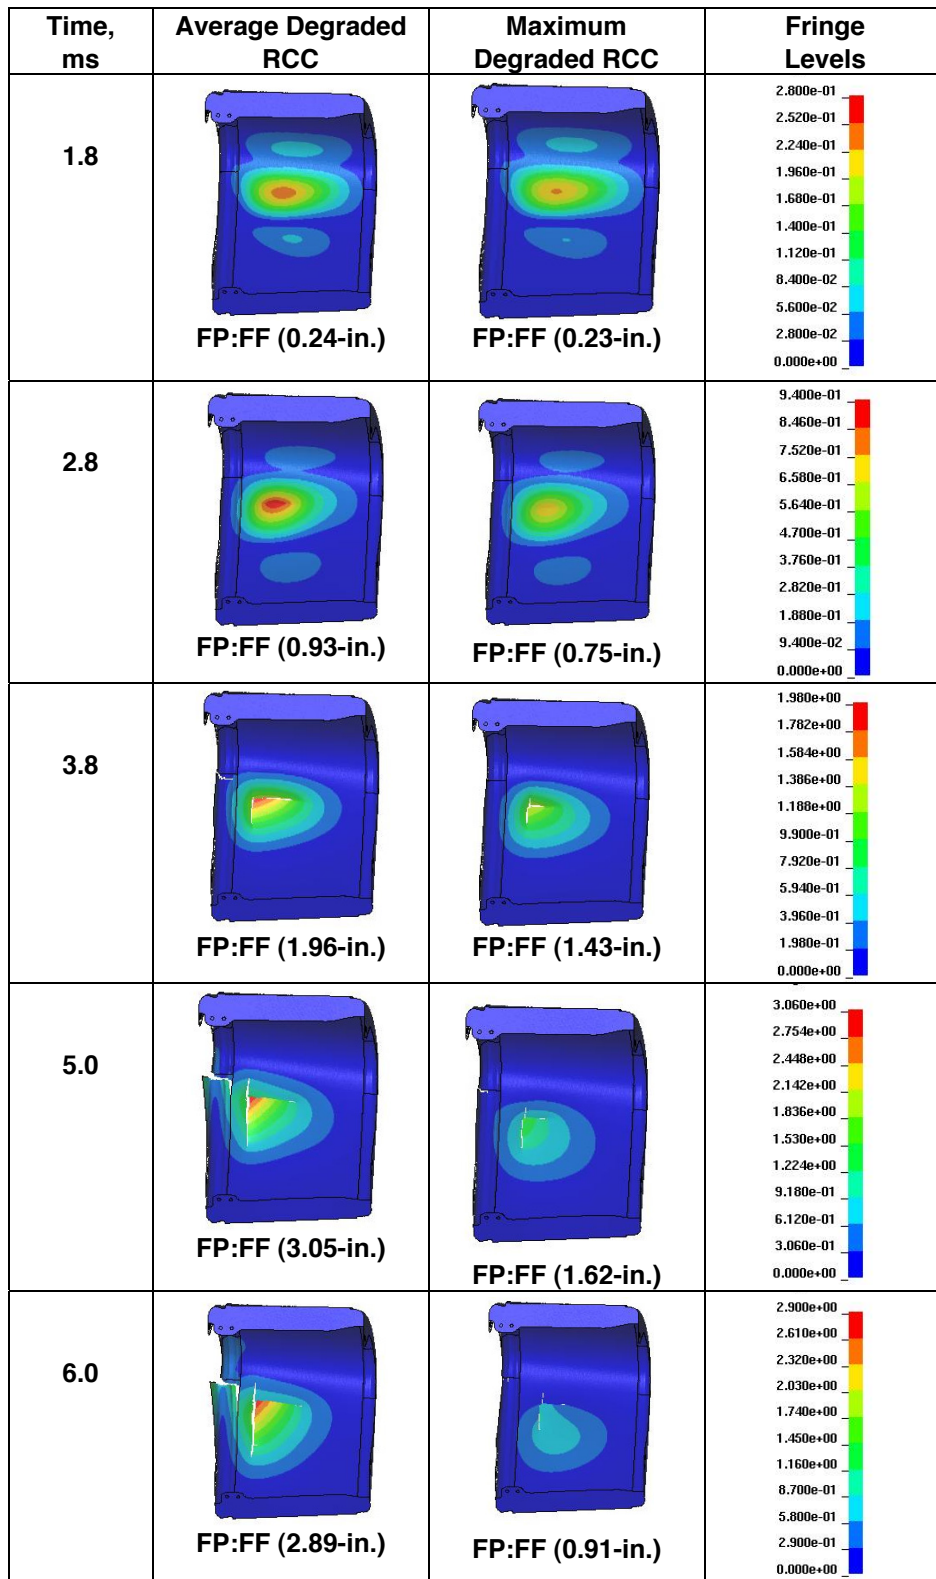 Time,
ms
Average Degraded
RCC
Maximum
Degraded RCC
Fringe
Levels
1.8
FP:FF (0.24-in.)
FP:FF (0.23-in.)
2.800e-01
2.520e-01
2.240e-01
1.960e-01
1.680e-01
1.400e-01
1.120e-01
8.400e-02
5.600e-02
2.800e-02
0.000e+00
2.8
FP:FF (0.93-in.)
FP:FF (0.75-in.)
9.400e-01
8.460e-01
7.520e-01
6.580e-01
5.640e-01
4.700e-01
3.760e-01
2.820e-01
1.880e-01
9.400e-02
0.000e+00
3.8
FP:FF (1.96-in.)
FP:FF (1.43-in.)
1.980e+00
1.782e+00
1.584e+00
1.386e+00
1.188e+00
9.900e-01
7.920e-01
5.940e-01
3.960e-01
1.980e-01
0.000e+00
5.0
FP:FF (3.05-in.)
FP:FF (1.62-in.)
3.060e+00
2.754e+00
2.448e+00
2.142e+00
1.836e+00
1.530e+00
1.224e+00
9.180e-01
6.120e-01
3.060e-01
0.000e+00
6.0
FP:FF (2.89-in.)
FP:FF (0.91-in.)
2.900e+00
2.610e+00
2.320e+00
2.030e+00
1.740e+00
1.450e+00
1.160e+00
8.700e-01
5.800e-01
2.900e-01
0.000e+00